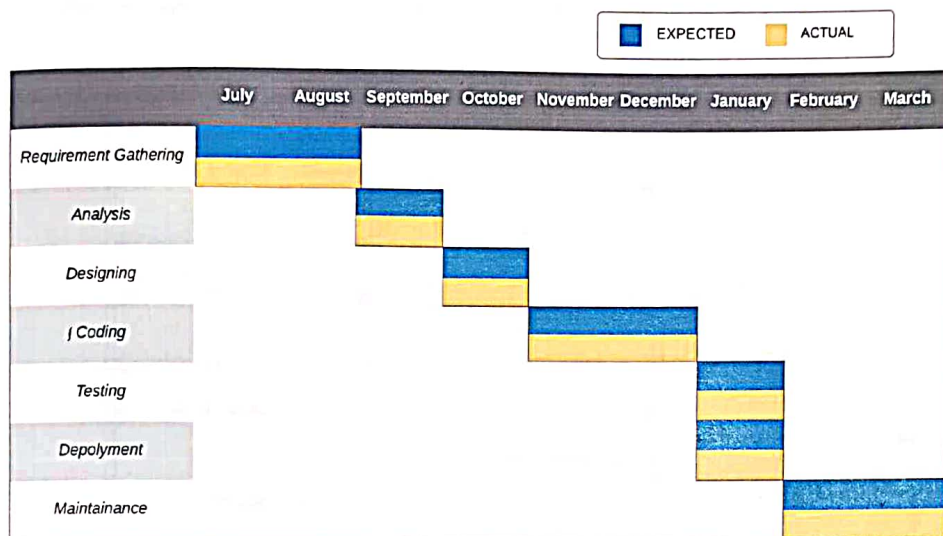 EXPECTED ACTUAL
July August September October November December January February March
Requirement Gathering
Analysis
Designing
Coding
Testing
Depolyment
Maintainance